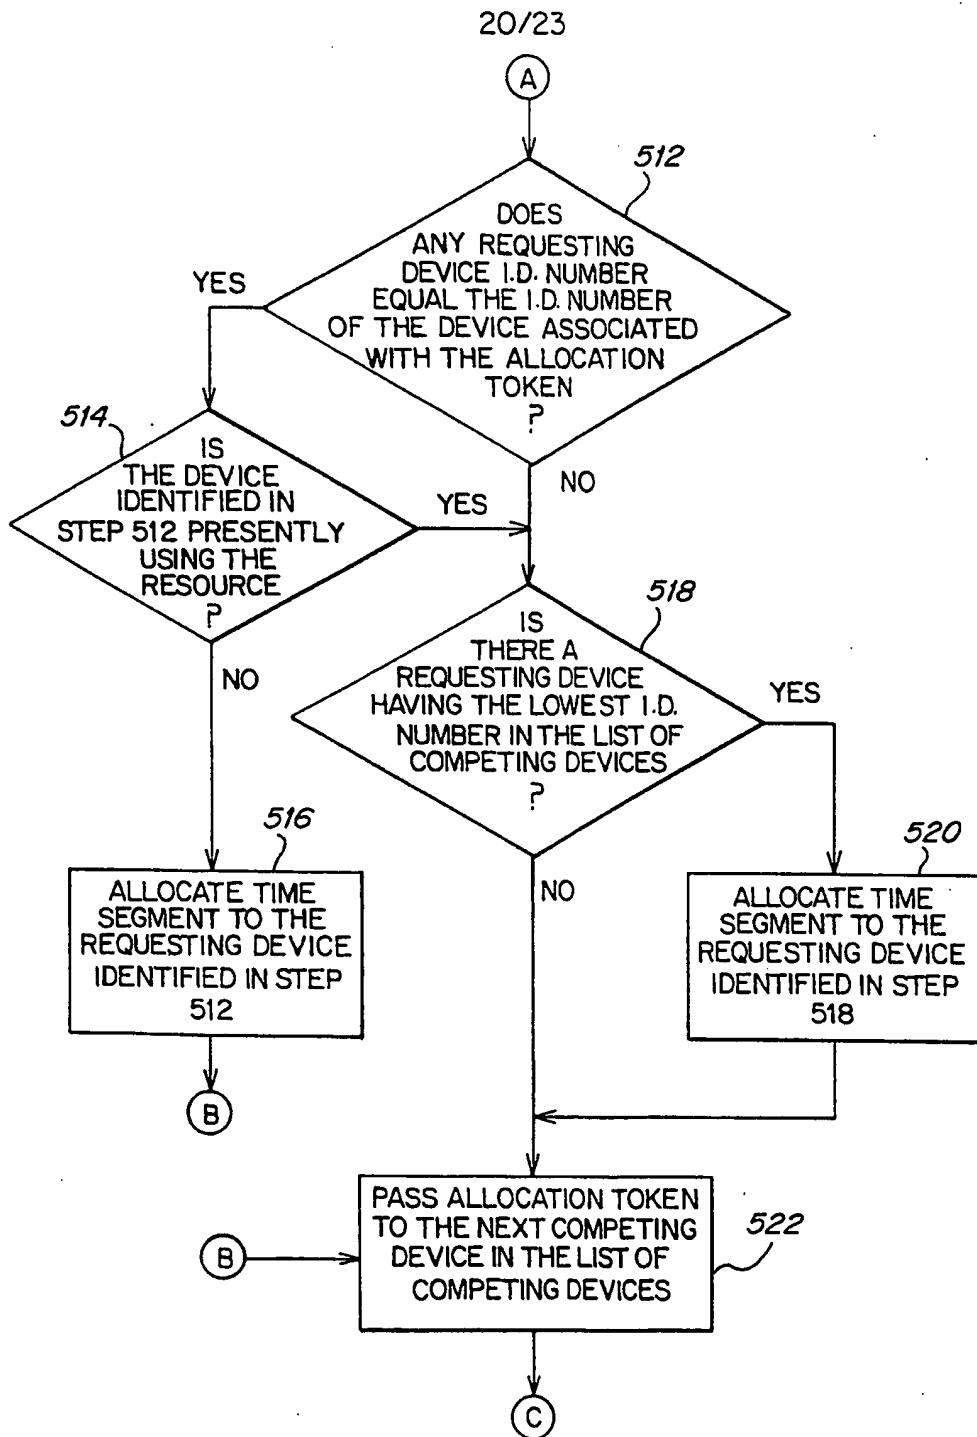 20/23
A
512
DOES
ANY REQUESTING
DEVICE I.D. NUMBER
EQUAL THE I.D. NUMBER
OF THE DEVICE ASSOCIATED
WITH THE ALLOCATION
TOKEN
?
YES
NO
514
IS
THE DEVICE
IDENTIFIED IN
STEP 512 PRESENTLY
USING THE
RESOURCE
?
YES
NO
518
IS
THERE A
REQUESTING DEVICE
HAVING THE LOWEST I.D.
NUMBER IN THE LIST OF
COMPETING DEVICES
?
YES
NO
516
ALLOCATE TIME
SEGMENT TO THE
REQUESTING DEVICE
IDENTIFIED IN STEP
512
B
520
ALLOCATE TIME
SEGMENT TO THE
REQUESTING DEVICE
IDENTIFIED IN STEP
518
B
PASS ALLOCATION TOKEN
TO THE NEXT COMPETING
DEVICE IN THE LIST OF
COMPETING DEVICES
522
C